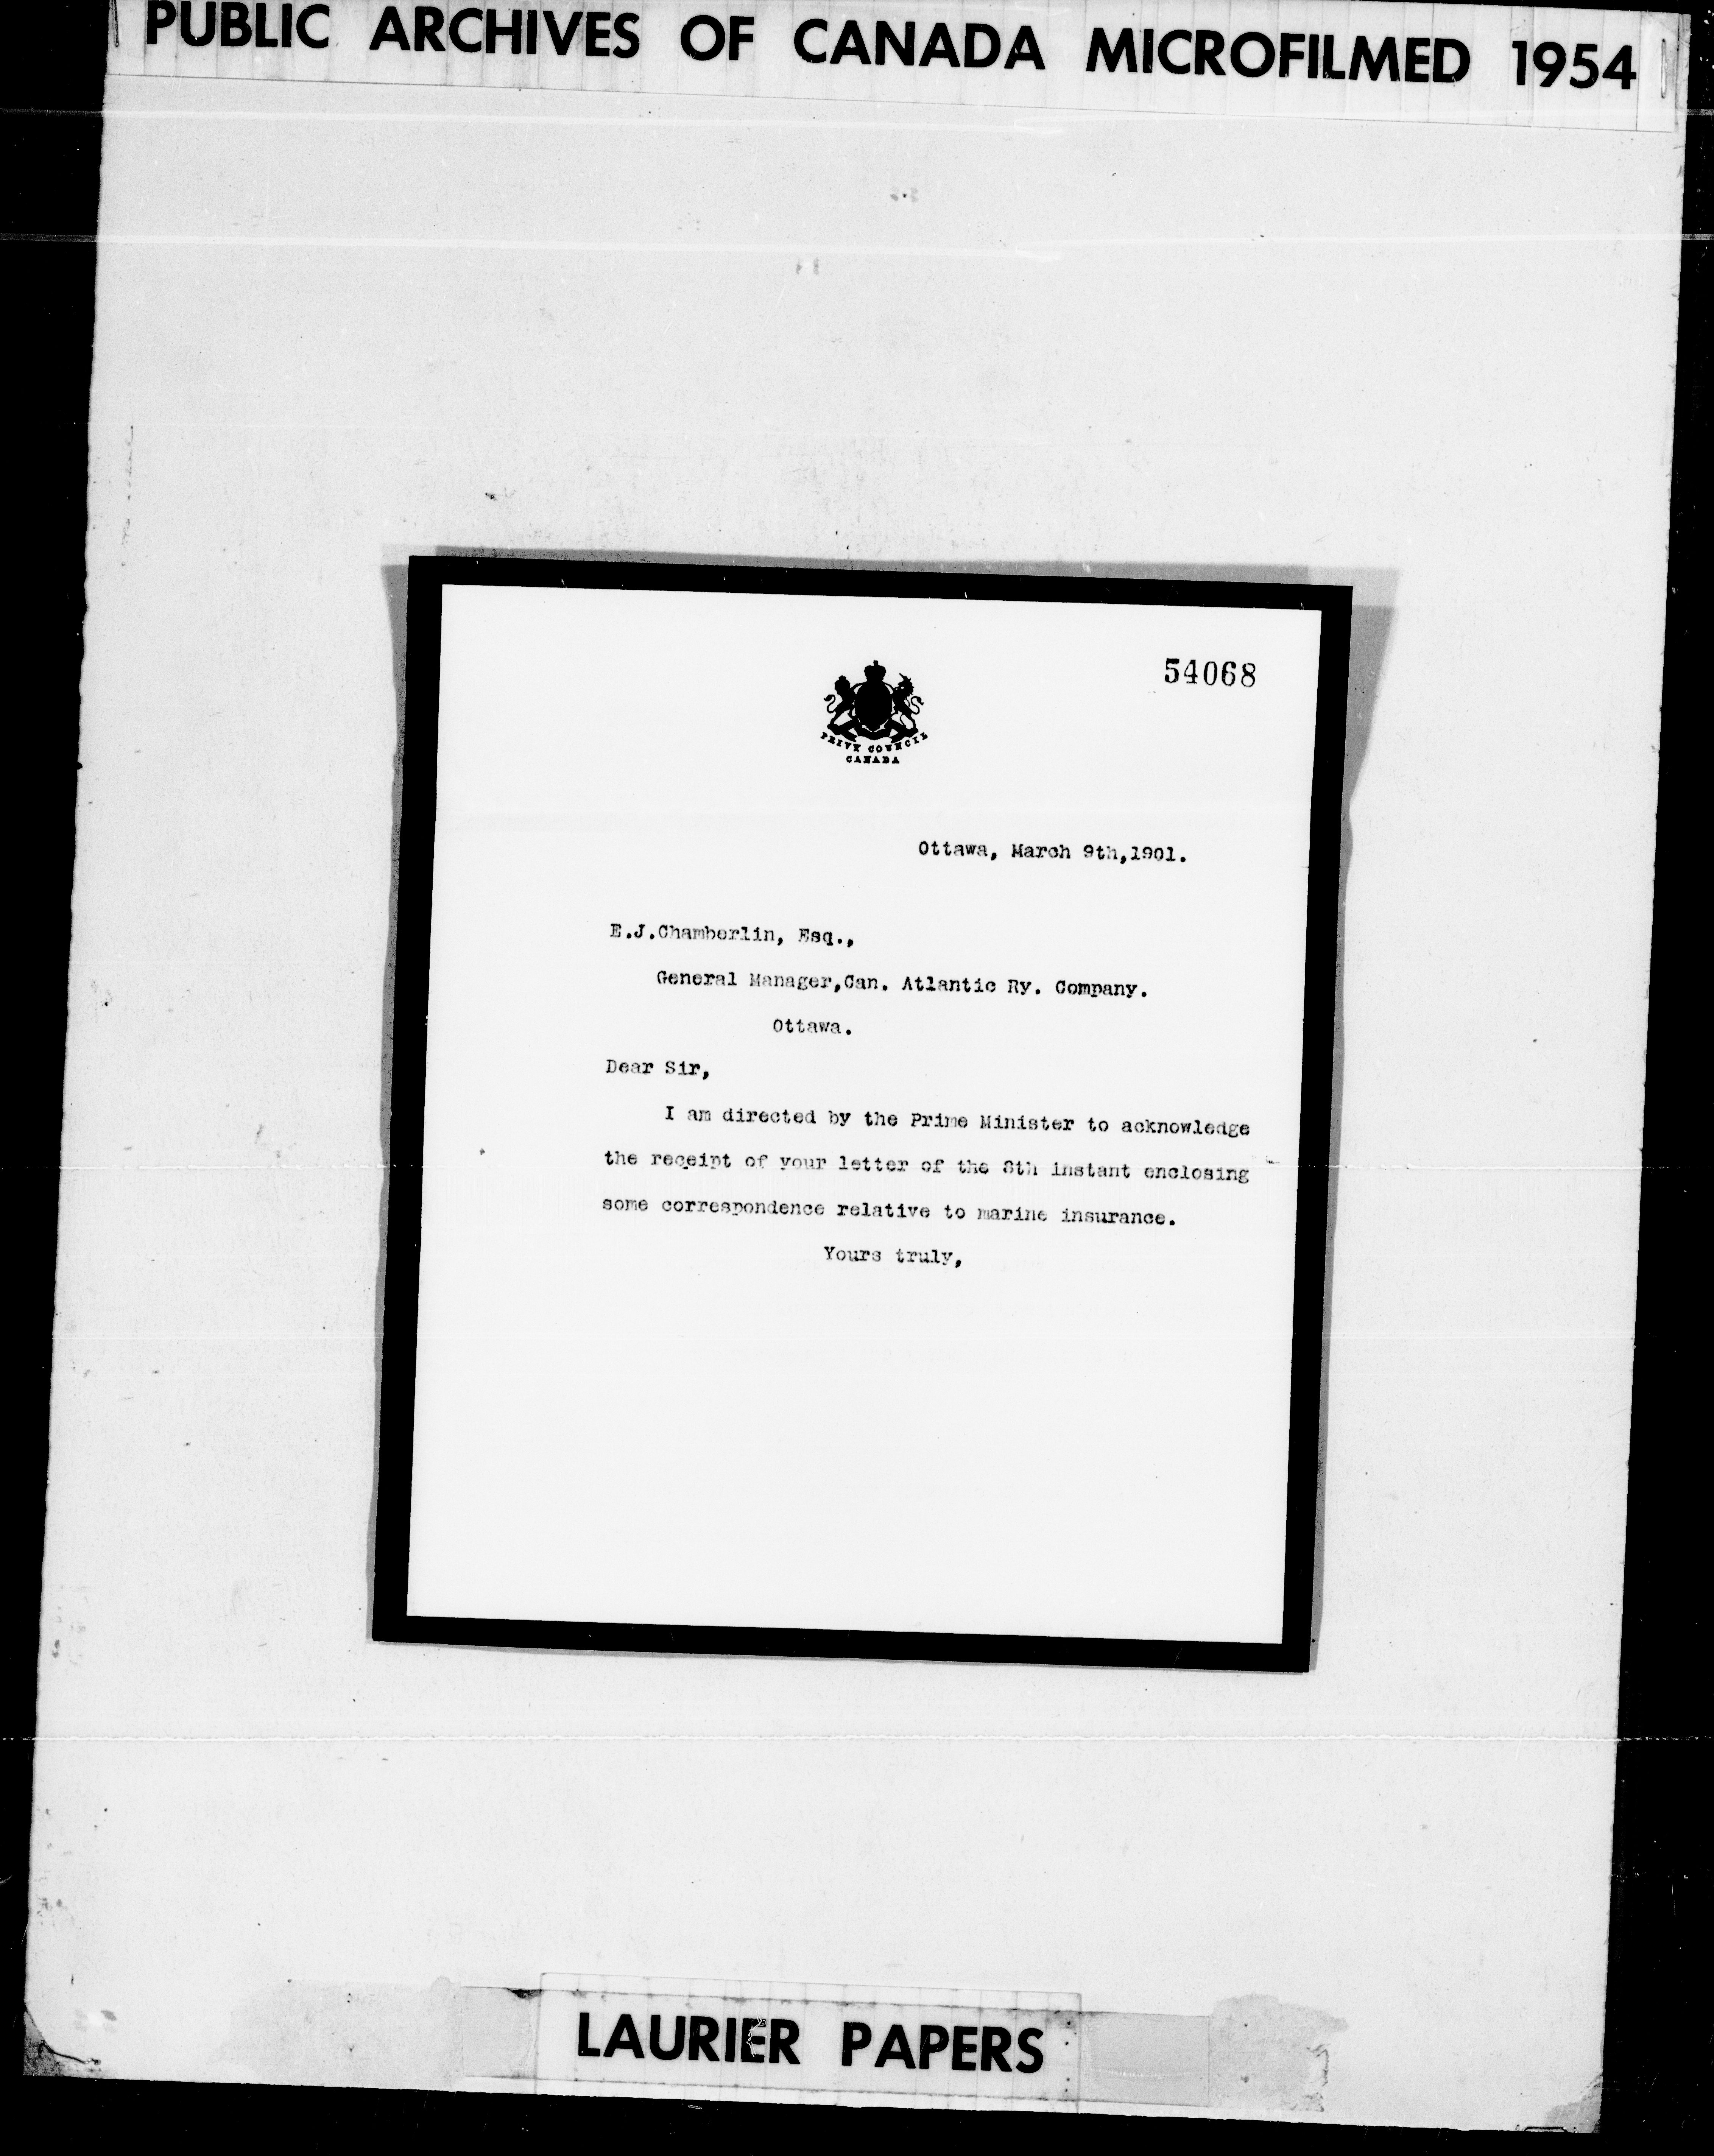 PUBLIC ARCHIVES OF CANADA MICROFILMED 1954
54068
PRIVY COUNCIL
CANADA
Ottawa, March 9th,1901.
E.J.Chamberlin, Esq.,
General Manager,Can. Atlantic Ry. Company.
Ottawa.
Dear Sir,
I am directed by the Prime Minister to acknowledge
the receipt of your letter of the 8th instant enclosing
some correspondence relative to marine insurance.
Yours truly,
LAURIER PAPERS